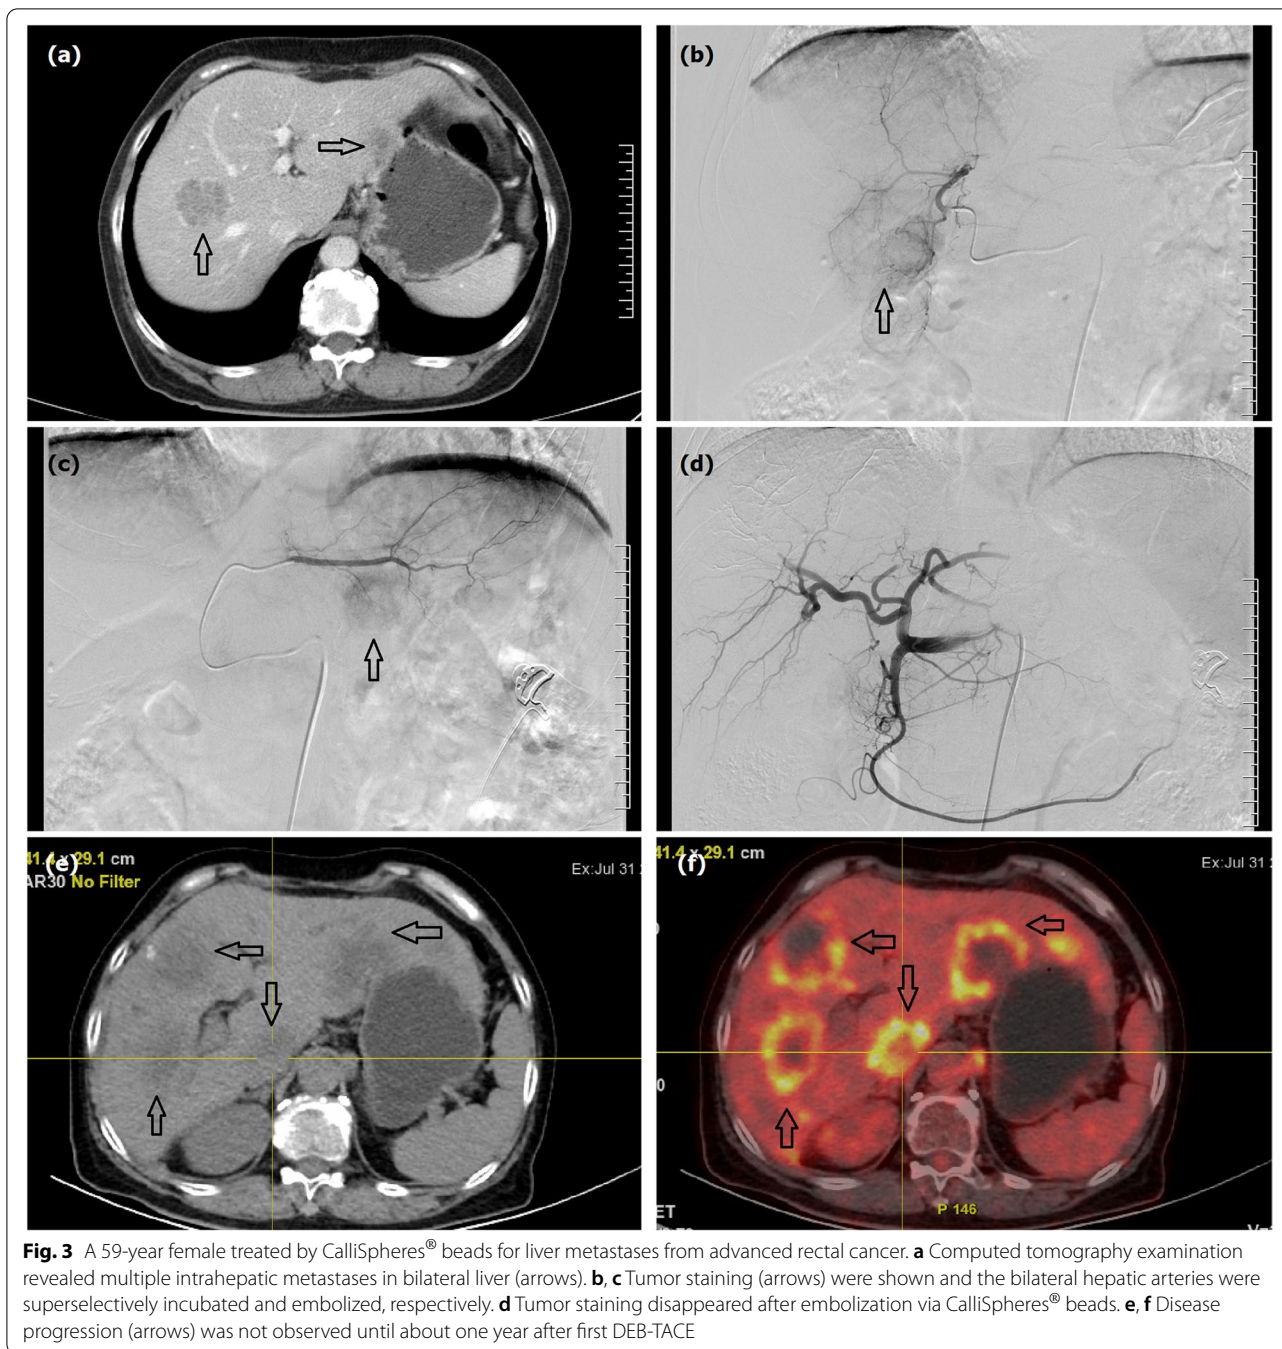 (a)
(b)
(c)
(d)
41.4 x 29.1 cm
(e)
AR30 No Filter
Ex:Jul 31
41.4 x 29.1 cm
(f)
Ex:Jul 31
ET
P 146
Fig. 3 A 59-year female treated by CalliSpheres® beads for liver metastases from advanced rectal cancer. a Computed tomography examination
revealed multiple intrahepatic metastases in bilateral liver (arrows). b, c Tumor staining (arrows) were shown and the bilateral hepatic arteries were
superselectively incubated and embolized, respectively. d Tumor staining disappeared after embolization via CalliSpheres® beads. e, f Disease
progression (arrows) was not observed until about one year after first DEB-TACE